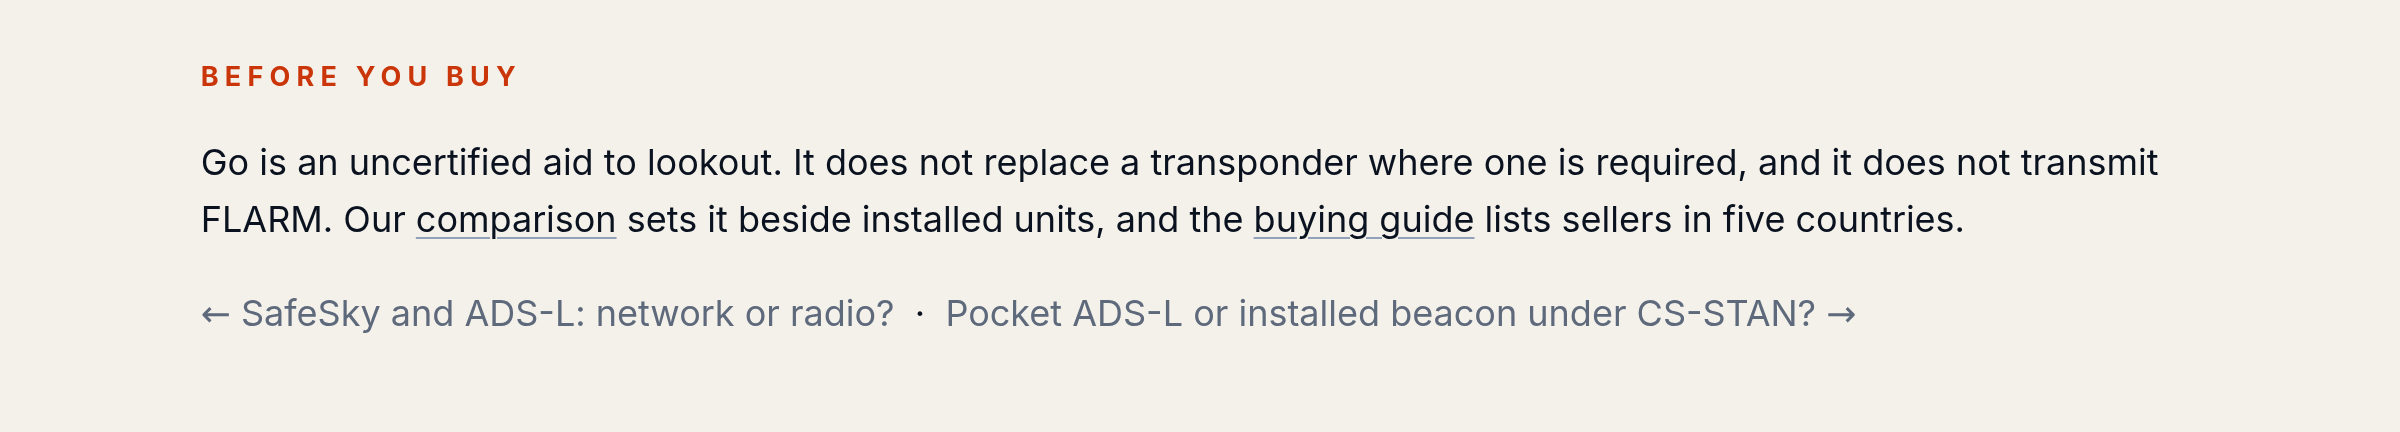 BEFORE YOU BUY
Go is an uncertified aid to lookout. It does not replace a transponder where one is required, and it does not transmit
FLARM. Our comparison sets it beside installed units, and the buying guide lists sellers in five countries.
← SafeSky and ADS-L: network or radio? · Pocket ADS-L or installed beacon under CS-STAN? →